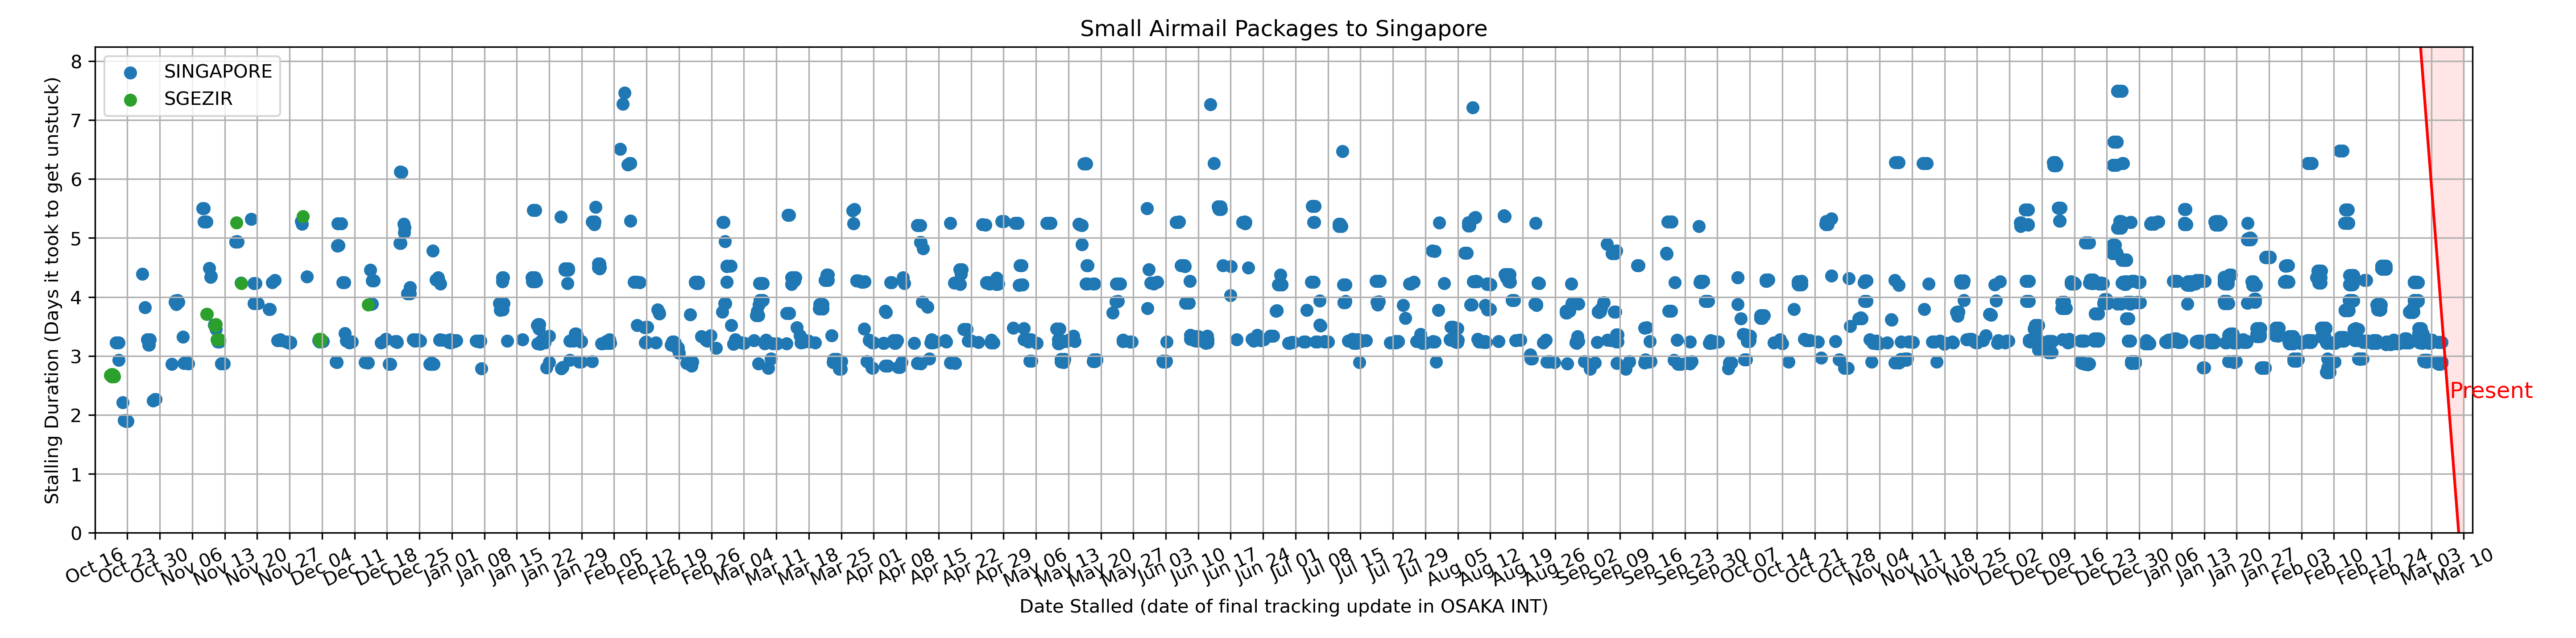 Small Airmail Packages to Singapore
SINGAPORE
SGEZIR
Stalling Duration (Days it took to get unstuck)
8
7
6
5
4
3
2
1
0
Present
Oct 16
Oct 23
Oct 30
Nov 06
Nov 13
Nov 20
Nov 27
Dec 04
Dec 11
Dec 18
Dec 25
Jan 01
Jan 08
Jan 15
Jan 22
Jan 29
Feb 05
Feb 12
Feb 19
Feb 26
Mar 04
Mar 11
Mar 18
Mar 25
Apr 01
Apr 08
Apr 15
Apr 22
Apr 29
May 06
May 13
May 20
May 27
Jun 03
Jun 10
Jun 17
Jun 24
Jul 01
Jul 08
Jul 15
Jul 22
Jul 29
Aug 05
Aug 12
Aug 19
Aug 26
Sep 02
Sep 09
Sep 16
Sep 23
Sep 30
Oct 07
Oct 14
Oct 21
Oct 28
Nov 04
Nov 11
Nov 18
Nov 25
Dec 02
Dec 09
Dec 16
Dec 23
Dec 30
Jan 06
Jan 13
Jan 20
Jan 27
Feb 03
Feb 10
Feb 17
Feb 24
Mar 03
Mar 10
Date Stalled (date of final tracking update in OSAKA INT)